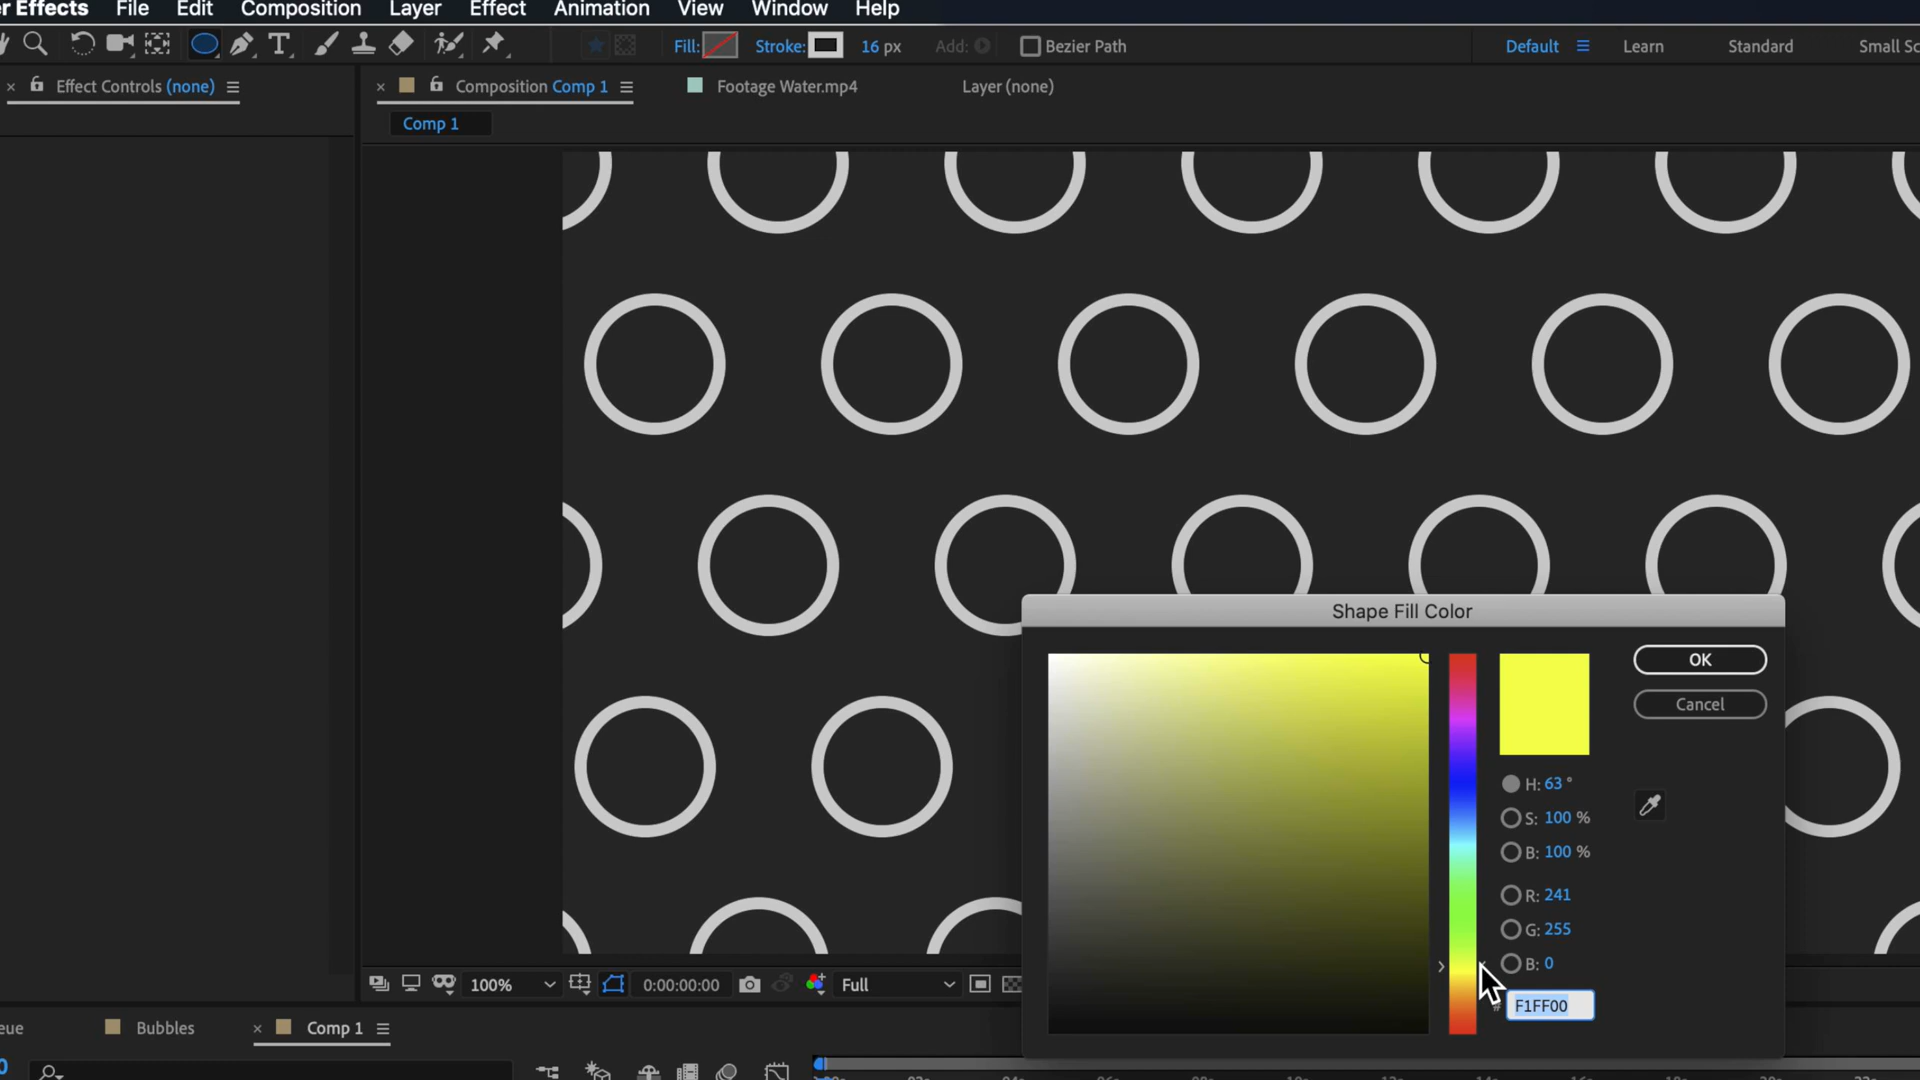 er Effects File Edit Composition Layer Effect Animation View Window Help
Fill: Stroke: 16 px Add: Bezier Path Default Learn Standard Small Sc
× Effect Controls (none) × Composition Comp 1 Footage Water.mp4 Layer (none)
Comp 1
Shape Fill Color
OK
Cancel
H: 63 °
S: 100 %
B: 100 %
R: 241
G: 255
B: 0
# F1FF00
100% 0:00:00:00 Full
eue Bubbles × Comp 1